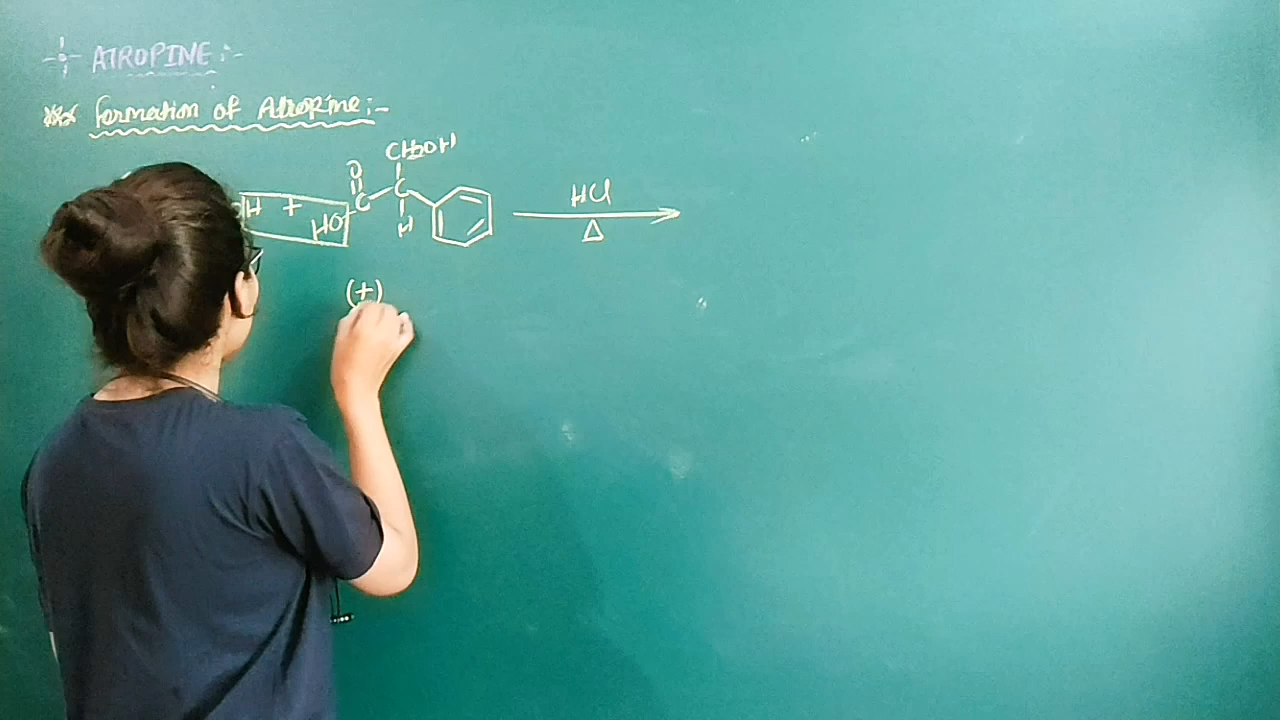 ATROPINE :-
Formation of Atropine :-
CH2OH
O
H + HO C C HCl
H Δ
(+)